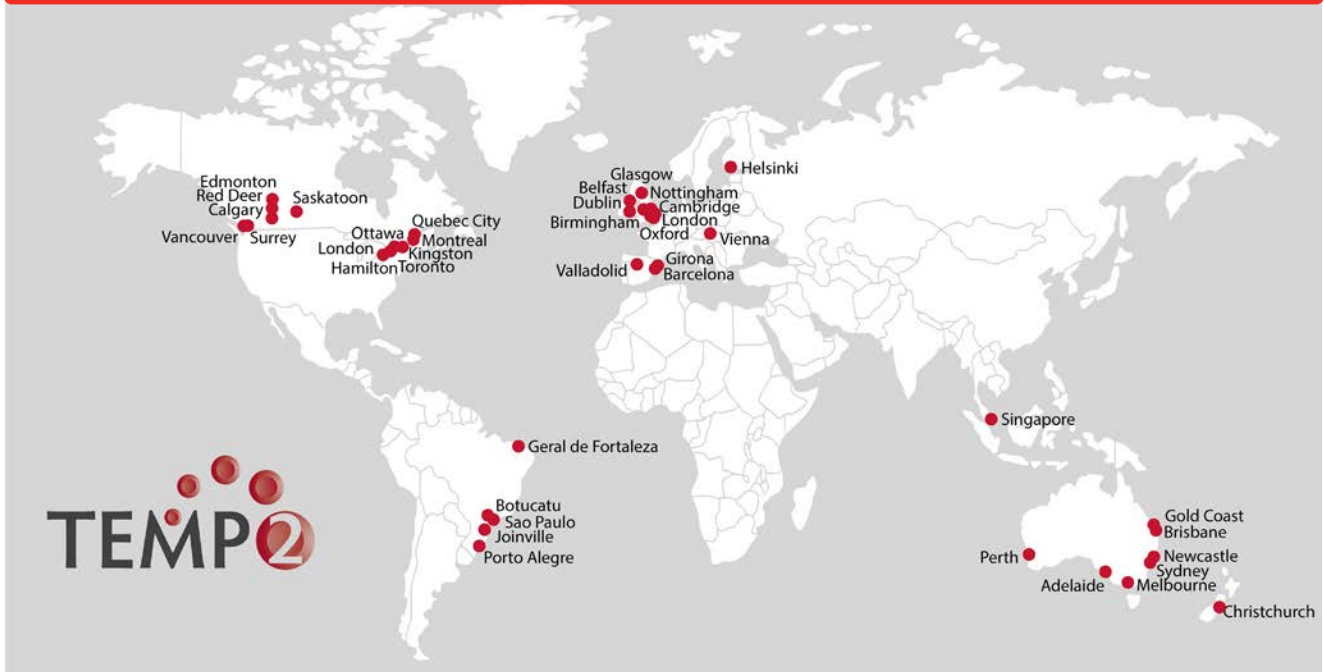 Edmonton
Red Deer
Calgary
Saskatoon
Vancouver
Surrey
Quebec City
Ottawa
Montreal
London
Kingston
Hamilton
Toronto
Helsinki
Glasgow
Belfast
Nottingham
Dublin
Cambridge
Birmingham
London
Oxford
Vienna
Girona
Valladolid
Barcelona
Singapore
Geral de Fortaleza
Botucatu
Sao Paulo
Joinville
Porto Alegre
TEMPO2
Gold Coast
Brisbane
Perth
Newcastle
Sydney
Adelaide
Melbourne
Christchurch